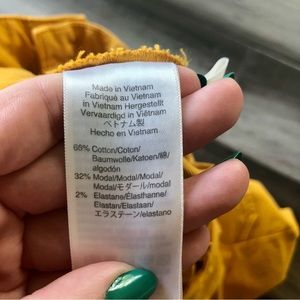 Made in Vietnam
Fabriqué au Vietnam
in Vietnam Hergestellt
Vervaardigd in Viëtnam
ベトナム製
Hecho en Vietnam
66% Cotton/Coton/
Baumwolle/Katoen/綿/
algodón
32% Modal/Modal/Modal/
Modal/モダール/modal
2% Elastane/Élasthanne/
Elastan/Elastaan/
エラステーン/elastano